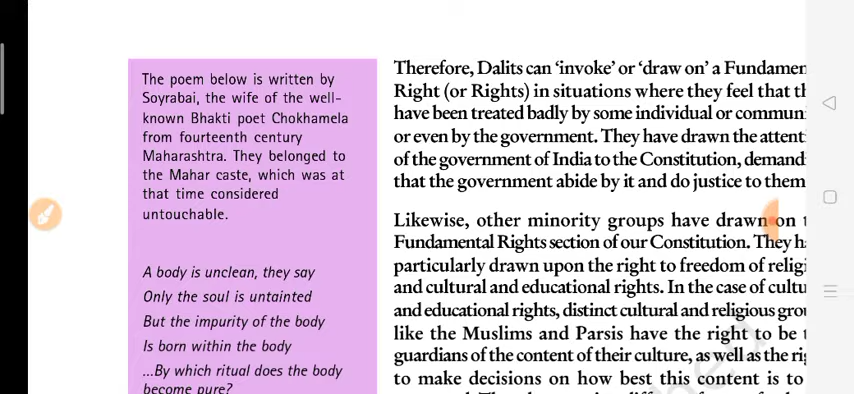 The poem below is written by
Soyrabai, the wife of the well-
known Bhakti poet Chokhamela
from fourteenth century
Maharashtra. They belonged to
the Mahar caste, which was at
that time considered
untouchable.
A body is unclean, they say
Only the soul is untainted
But the impurity of the body
Is born within the body
...By which ritual does the body
become pure?
Therefore, Dalits can ‘invoke’ or ‘draw on’ a
Right (or Rights) in situations where they feel that
have been treated badly by some individual or
or even by the government. They have drawn the
of the government of India to the Constitution,
that the government abide by it and do justice to them
Likewise, other minority groups have drawn on
Fundamental Rights section of our Constitution. They
particularly drawn upon the right to freedom of
and cultural and educational rights. In the case of
and educational rights, distinct cultural and religious
like the Muslims and Parsis have the right to be
guardians of the content of their culture, as well as the
to make decisions on how best this content is to